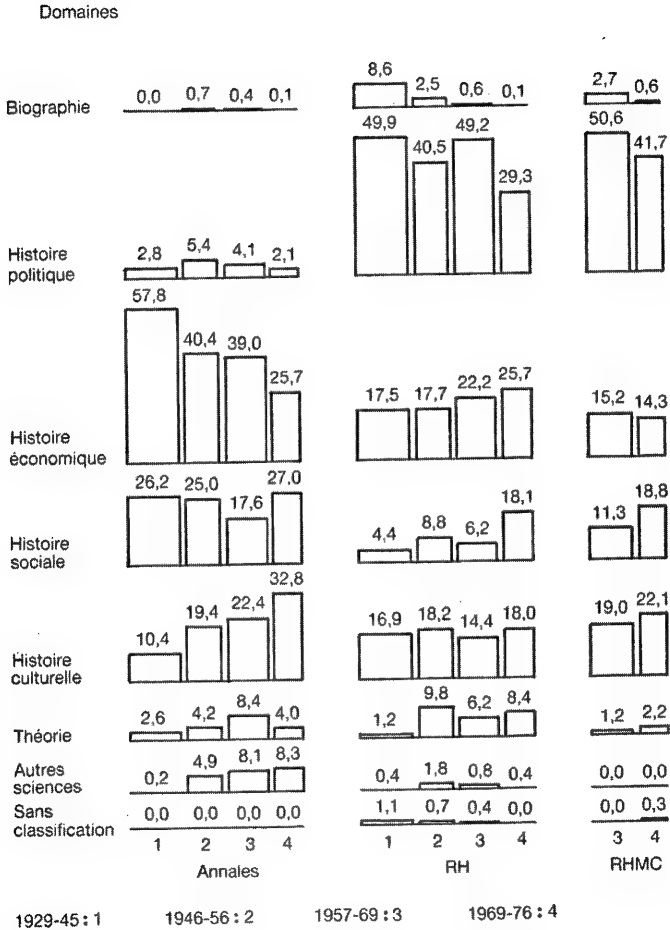 Domaines
Biographie 0,0 0,7 0,4 0,1 8,6 2,5 0,6 0,1 2,7 0,6
Histoire politique 2,8 5,4 4,1 2,1 49,9 40,5 49,2 29,3 50,6 41,7
Histoire économique 57,8 40,4 39,0 25,7 17,5 17,7 22,2 25,7 15,2 14,3
Histoire sociale 26,2 25,0 17,6 27,0 4,4 8,8 6,2 18,1 11,3 18,8
Histoire culturelle 10,4 19,4 22,4 32,8 16,9 18,2 14,4 18,0 19,0 22,1
Théorie 2,6 4,2 8,4 4,0 1,2 9,8 6,2 8,4 1,2 2,2
Autres sciences 0,2 4,9 8,1 8,3 0,4 1,8 0,8 0,4 0,0 0,0
Sans classification 0,0 0,0 0,0 0,0 1,1 0,7 0,4 0,0 0,0 0,3
1 2 3 4 1 2 3 4 3 4
Annales RH RHMC
1929-45 : 1 1946-56 : 2 1957-69 : 3 1969-76 : 4